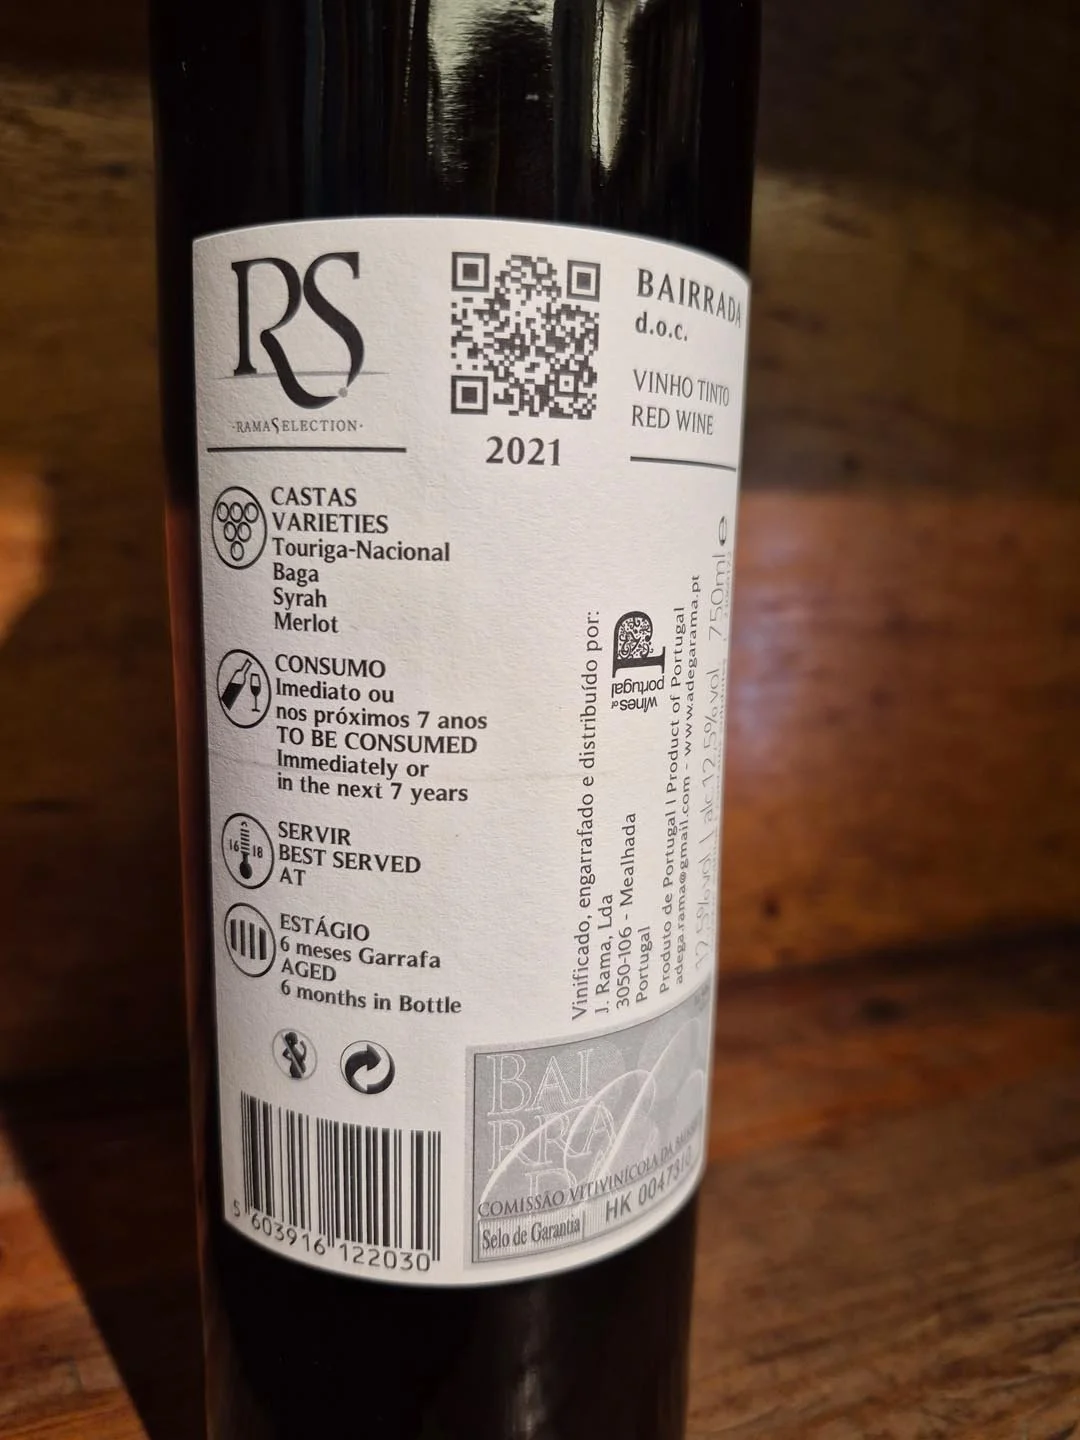 RS
·RAMASELECTION·
2021
BAIRRADA
d.o.c.
VINHO TINTO
RED WINE
CASTAS
VARIETIES
Touriga-Nacional
Baga
Syrah
Merlot
CONSUMO
Imediato ou
nos próximos 7 anos
TO BE CONSUMED
Immediately or
in the next 7 years
16 18
SERVIR
BEST SERVED
AT
ESTÁGIO
6 meses Garrafa
AGED
6 months in Bottle
5 603916 122030
Vinificado, engarrafado e distribuído por:
J. Rama, Lda
3050-106 - Mealhada
Portugal
wines of portugal
Produto de Portugal | Product of Portugal
adega.rama@gmail.com - www.adegarama.pt
12.5%vol. | alc 12.5% vol 750ml e
BAIRRADA
COMISSÃO VITIVINÍCOLA DA BAIRRADA
Selo de Garantia
HK 0047310